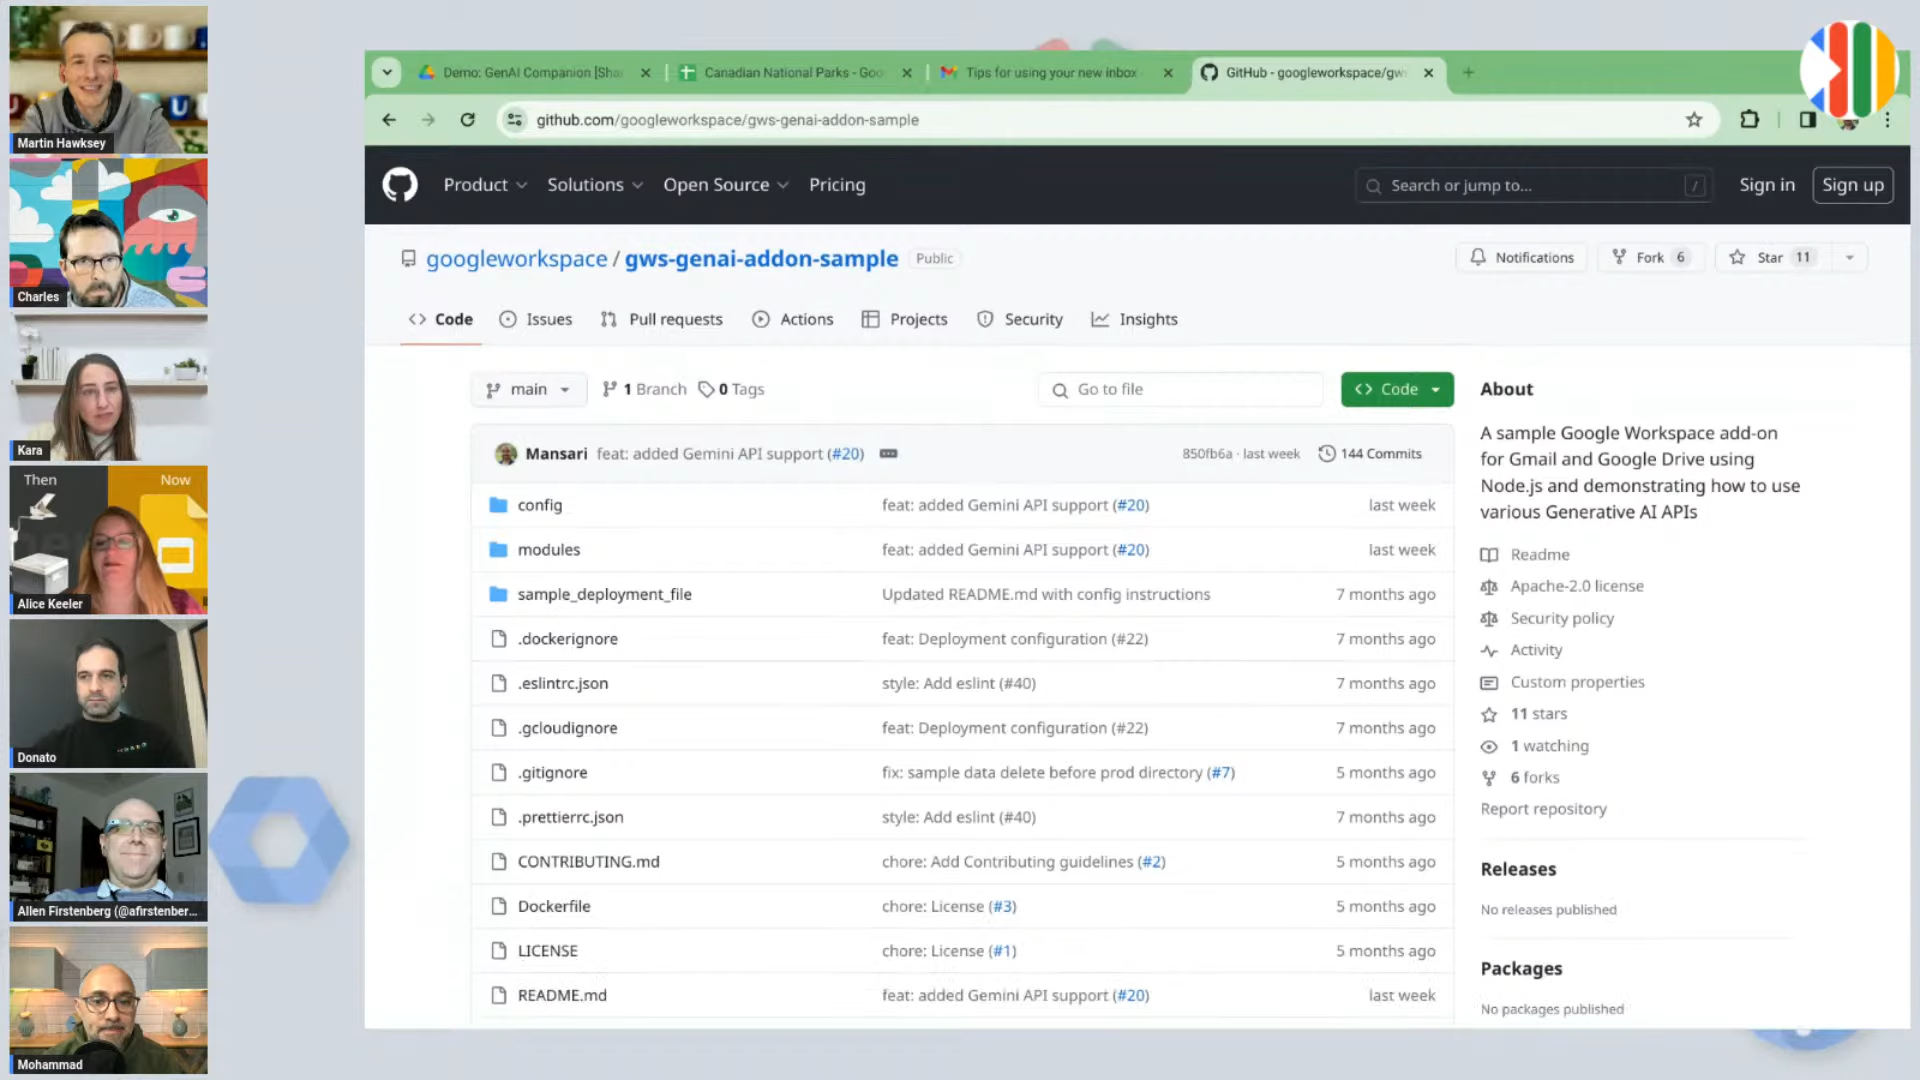 Martin Hawksey
Charles
Kara
Then Now
Alice Keeler
Donato
Allen Firstenberg (@afirstenber...
Mohammad
Demo: GenAI Companion [Sha
Canadian National Parks - Goo
Tips for using your new inbox
GitHub - googleworkspace/gw
github.com/googleworkspace/gws-genai-addon-sample
Product Solutions Open Source Pricing
Search or jump to... /
Sign in
Sign up
googleworkspace / gws-genai-addon-sample Public
Notifications Fork 6 Star 11
Code Issues Pull requests Actions Projects Security Insights
main 1 Branch 0 Tags
Go to file
Code
Mansari feat: added Gemini API support (#20) 850fb6a · last week 144 Commits
config feat: added Gemini API support (#20) last week
modules feat: added Gemini API support (#20) last week
sample_deployment_file Updated README.md with config instructions 7 months ago
.dockerignore feat: Deployment configuration (#22) 7 months ago
.eslintrc.json style: Add eslint (#40) 7 months ago
.gcloudignore feat: Deployment configuration (#22) 7 months ago
.gitignore fix: sample data delete before prod directory (#7) 5 months ago
.prettierrc.json style: Add eslint (#40) 7 months ago
CONTRIBUTING.md chore: Add Contributing guidelines (#2) 5 months ago
Dockerfile chore: License (#3) 5 months ago
LICENSE chore: License (#1) 5 months ago
README.md feat: added Gemini API support (#20) last week
About
A sample Google Workspace add-on
for Gmail and Google Drive using
Node.js and demonstrating how to use
various Generative AI APIs
Readme
Apache-2.0 license
Security policy
Activity
Custom properties
11 stars
1 watching
6 forks
Report repository
Releases
No releases published
Packages
No packages published